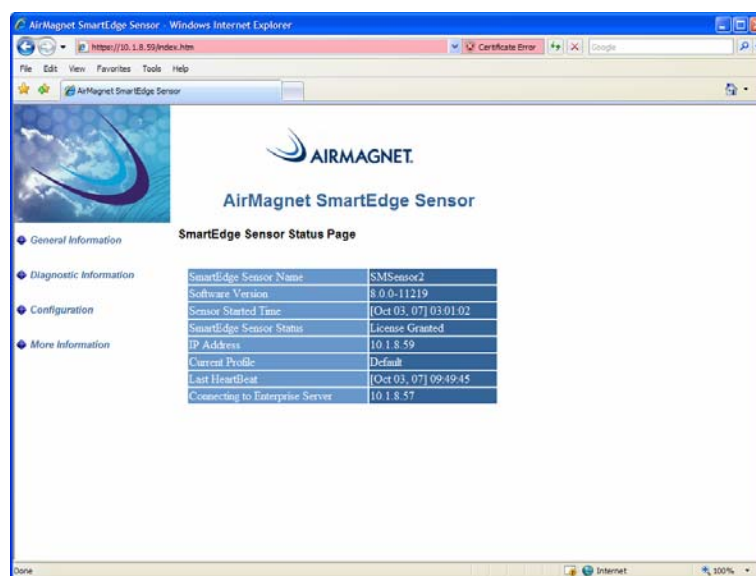 AirMagnet SmartEdge Sensor - Windows Internet Explorer
https://10.1.8.59/index.htm
Certificate Error
Google
File Edit View Favorites Tools Help
AirMagnet SmartEdge Sensor
AIRMAGNET.
AirMagnet SmartEdge Sensor
SmartEdge Sensor Status Page
General Information
Diagnostic Information
Configuration
More Information
SmartEdge Sensor Name SMSensor2
Software Version 8.0.0-11219
Sensor Started Time [Oct 03, 07] 03:01:02
SmartEdge Sensor Status License Granted
IP Address 10.1.8.59
Current Profile Default
Last HeartBeat [Oct 03, 07] 09:49:45
Connecting to Enterprise Server 10.1.8.57
Done
Internet
100%